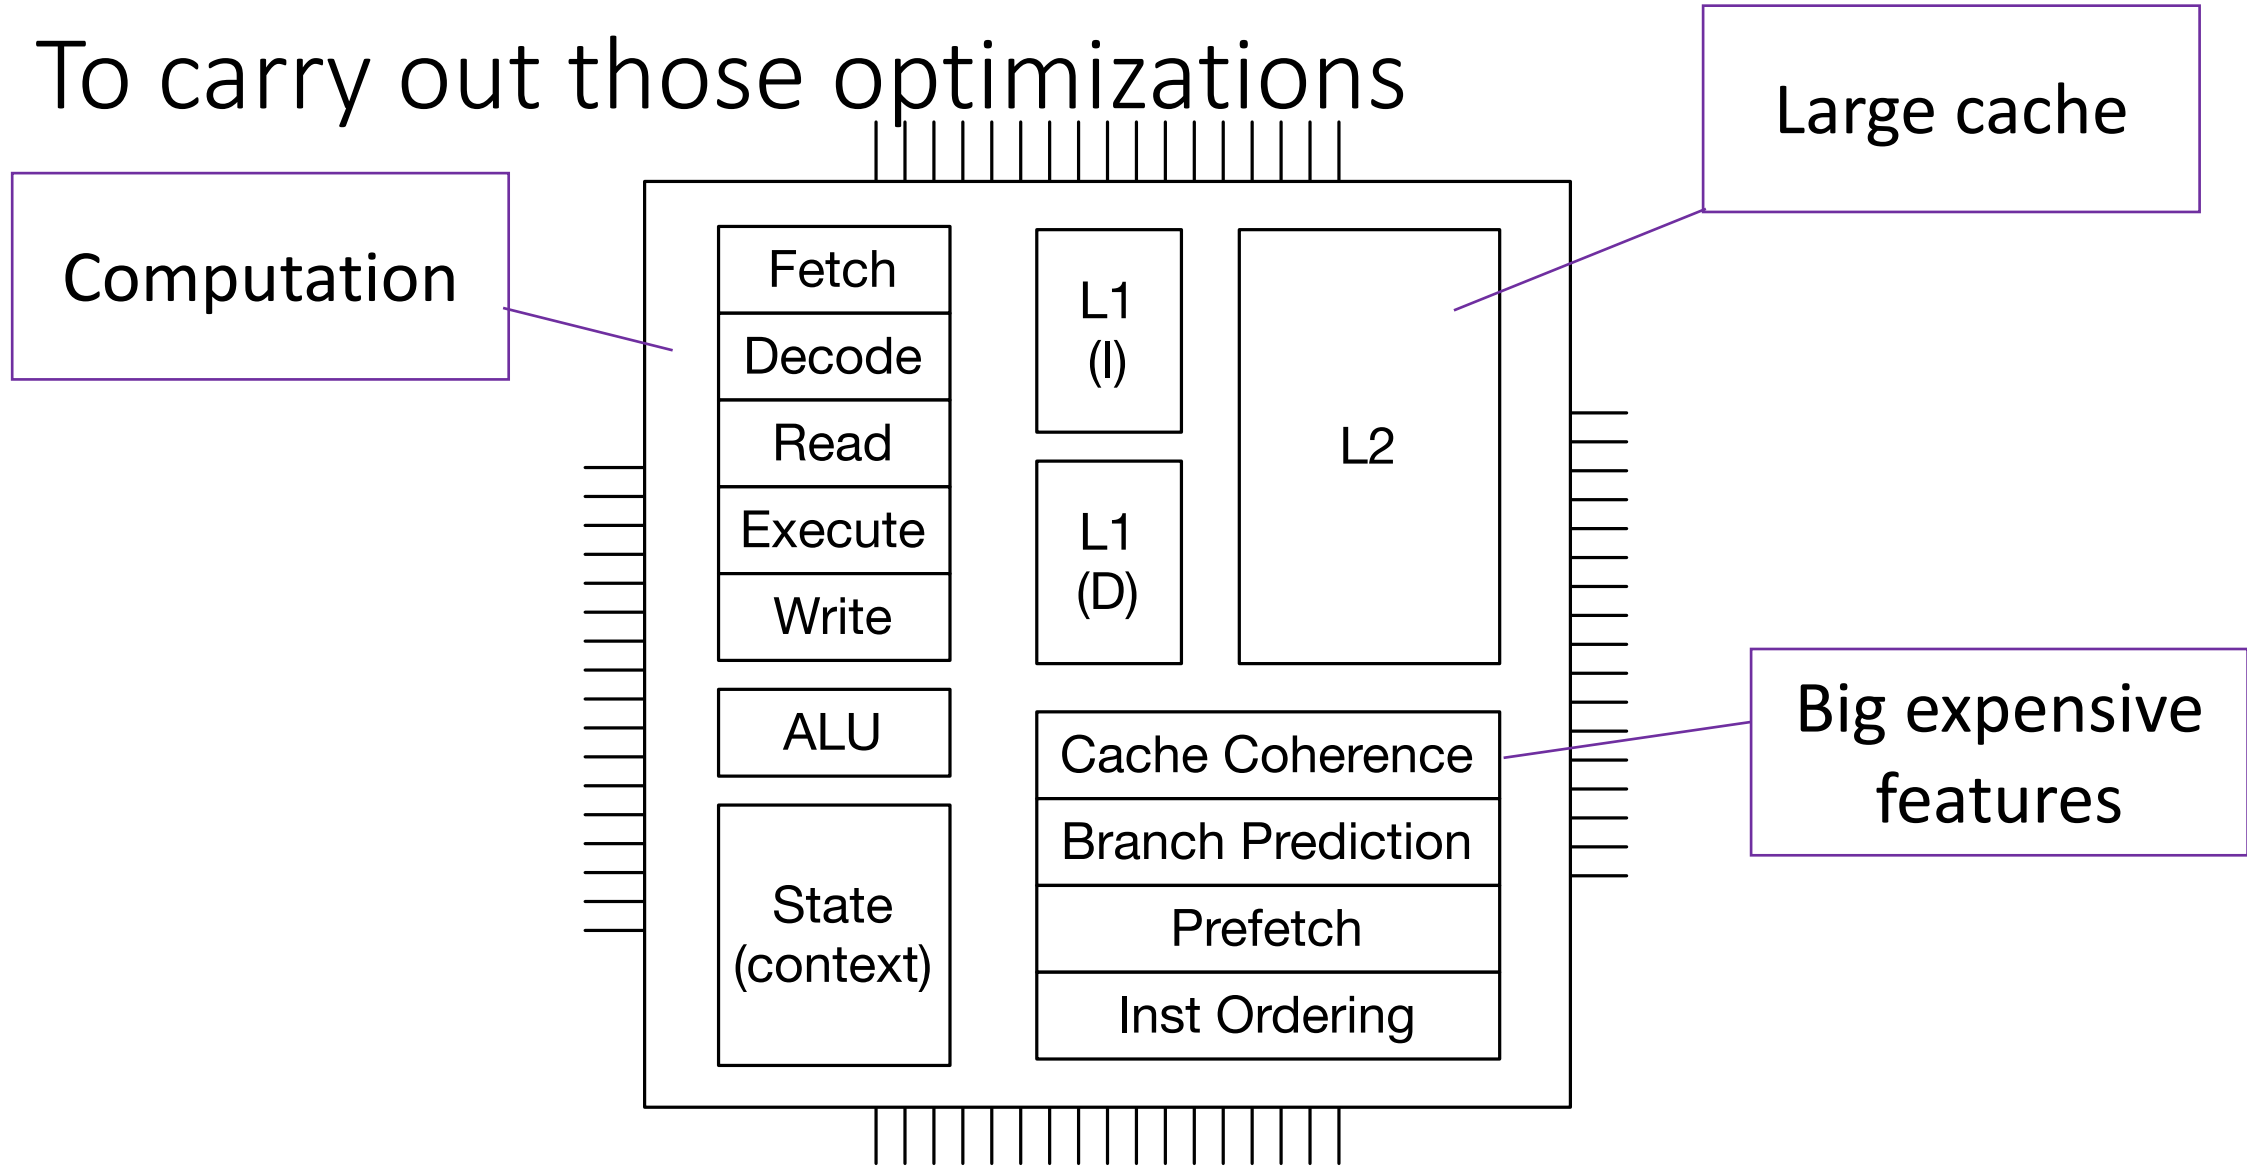 To carry out those optimizations
Large cache
Computation
Fetch
Decode
Read
Execute
Write
ALU
State
(context)
L1
(I)
L1
(D)
L2
Cache Coherence
Branch Prediction
Prefetch
Inst Ordering
Big expensive
features